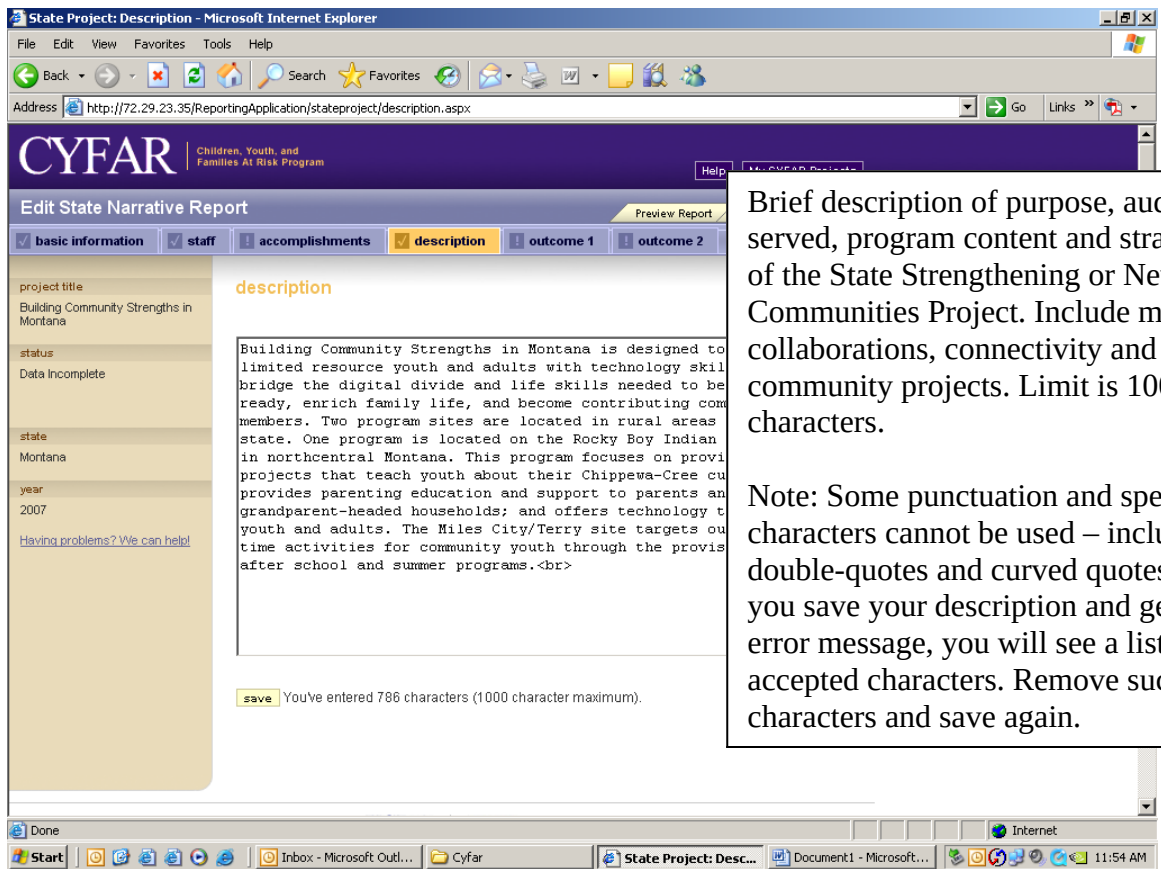 State Project: Description - Microsoft Internet Explorer
File Edit View Favorites Tools Help
Back Search Favorites
Address http://72.29.23.35/ReportingApplication/stateproject/description.aspx Go Links »
CYFAR Children, Youth, and
Families At Risk Program
Help
Edit State Narrative Report Preview Report
basic information staff accomplishments description outcome 1 outcome 2
project title
Building Community Strengths in
Montana
status
Data Incomplete
state
Montana
year
2007
Having problems? We can help!
description
Building Community Strengths in Montana is designed to
limited resource youth and adults with technology skil
bridge the digital divide and life skills needed to be
ready, enrich family life, and become contributing com
members. Two program sites are located in rural areas
state. One program is located on the Rocky Boy Indian
in northcentral Montana. This program focuses on provi
projects that teach youth about their Chippewa-Cree cu
provides parenting education and support to parents an
grandparent-headed households; and offers technology t
youth and adults. The Miles City/Terry site targets ou
time activities for community youth through the provis
after school and summer programs.<br>
save You've entered 786 characters (1000 character maximum).
Brief description of purpose, aud
served, program content and stra
of the State Strengthening or Ne
Communities Project. Include m
collaborations, connectivity and
community projects. Limit is 100
characters.
Note: Some punctuation and spe
characters cannot be used – inclu
double-quotes and curved quotes
you save your description and ge
error message, you will see a list
accepted characters. Remove suc
characters and save again.
Done Internet
Start Inbox - Microsoft Outl... Cyfar State Project: Desc... Document1 - Microsoft... 11:54 AM